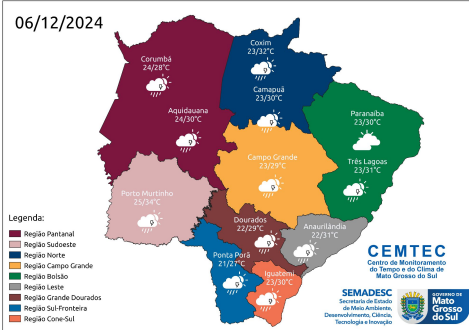 06/12/2024
Corumbá
24/28°C
Aquidauana
24/30°C
Coxim
23/32°C
Camapuã
23/30°C
Paranaiba
23/30°C
Três Lagoas
23/31°C
Campo Grande
23/29°C
Porto Murtinho
25/34°C
Dourados
22/29°C
Anaurilândia
22/31°C
Ponta Porã
21/27°C
Iguatemi
23/30°C
Legenda:
Região Pantanal
Região Sudoeste
Região Norte
Região Campo Grande
Região Bolsão
Região Leste
Região Grande Dourados
Região Sul-Fronteira
Região Cone-Sul
CEMTEC
Centro de Monitoramento
do Tempo e do Clima de
Mato Grosso do Sul
SEMADESC
Secretaria de Estado
de Meio Ambiente,
Desenvolvimento, Ciência,
Tecnologia e Inovação
GOVERNO DE
Mato
Grosso
do Sul